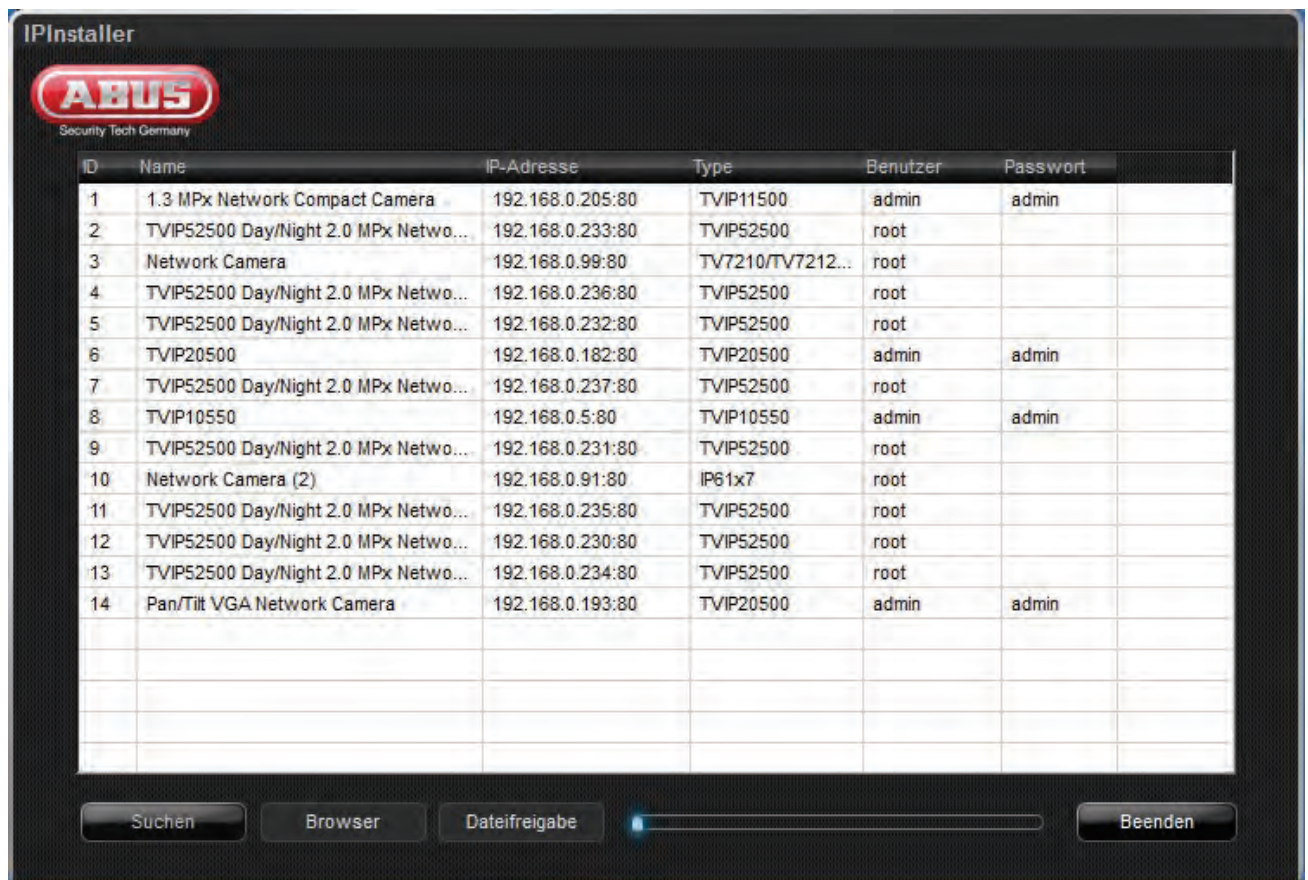 IPInstaller
ABUS
Security Tech Germany
ID Name IP-Adresse Type Benutzer Passwort
1 1.3 MPx Network Compact Camera 192.168.0.205:80 TVIP11500 admin admin
2 TVIP52500 Day/Night 2.0 MPx Netwo... 192.168.0.233:80 TVIP52500 root
3 Network Camera 192.168.0.99:80 TV7210/TV7212... root
4 TVIP52500 Day/Night 2.0 MPx Netwo... 192.168.0.236:80 TVIP52500 root
5 TVIP52500 Day/Night 2.0 MPx Netwo... 192.168.0.232:80 TVIP52500 root
6 TVIP20500 192.168.0.182:80 TVIP20500 admin admin
7 TVIP52500 Day/Night 2.0 MPx Netwo... 192.168.0.237:80 TVIP52500 root
8 TVIP10550 192.168.0.5:80 TVIP10550 admin admin
9 TVIP52500 Day/Night 2.0 MPx Netwo... 192.168.0.231:80 TVIP52500 root
10 Network Camera (2) 192.168.0.91:80 IP61x7 root
11 TVIP52500 Day/Night 2.0 MPx Netwo... 192.168.0.235:80 TVIP52500 root
12 TVIP52500 Day/Night 2.0 MPx Netwo... 192.168.0.230:80 TVIP52500 root
13 TVIP52500 Day/Night 2.0 MPx Netwo... 192.168.0.234:80 TVIP52500 root
14 Pan/Tilt VGA Network Camera 192.168.0.193:80 TVIP20500 admin admin
Suchen Browser Dateifreigabe Beenden